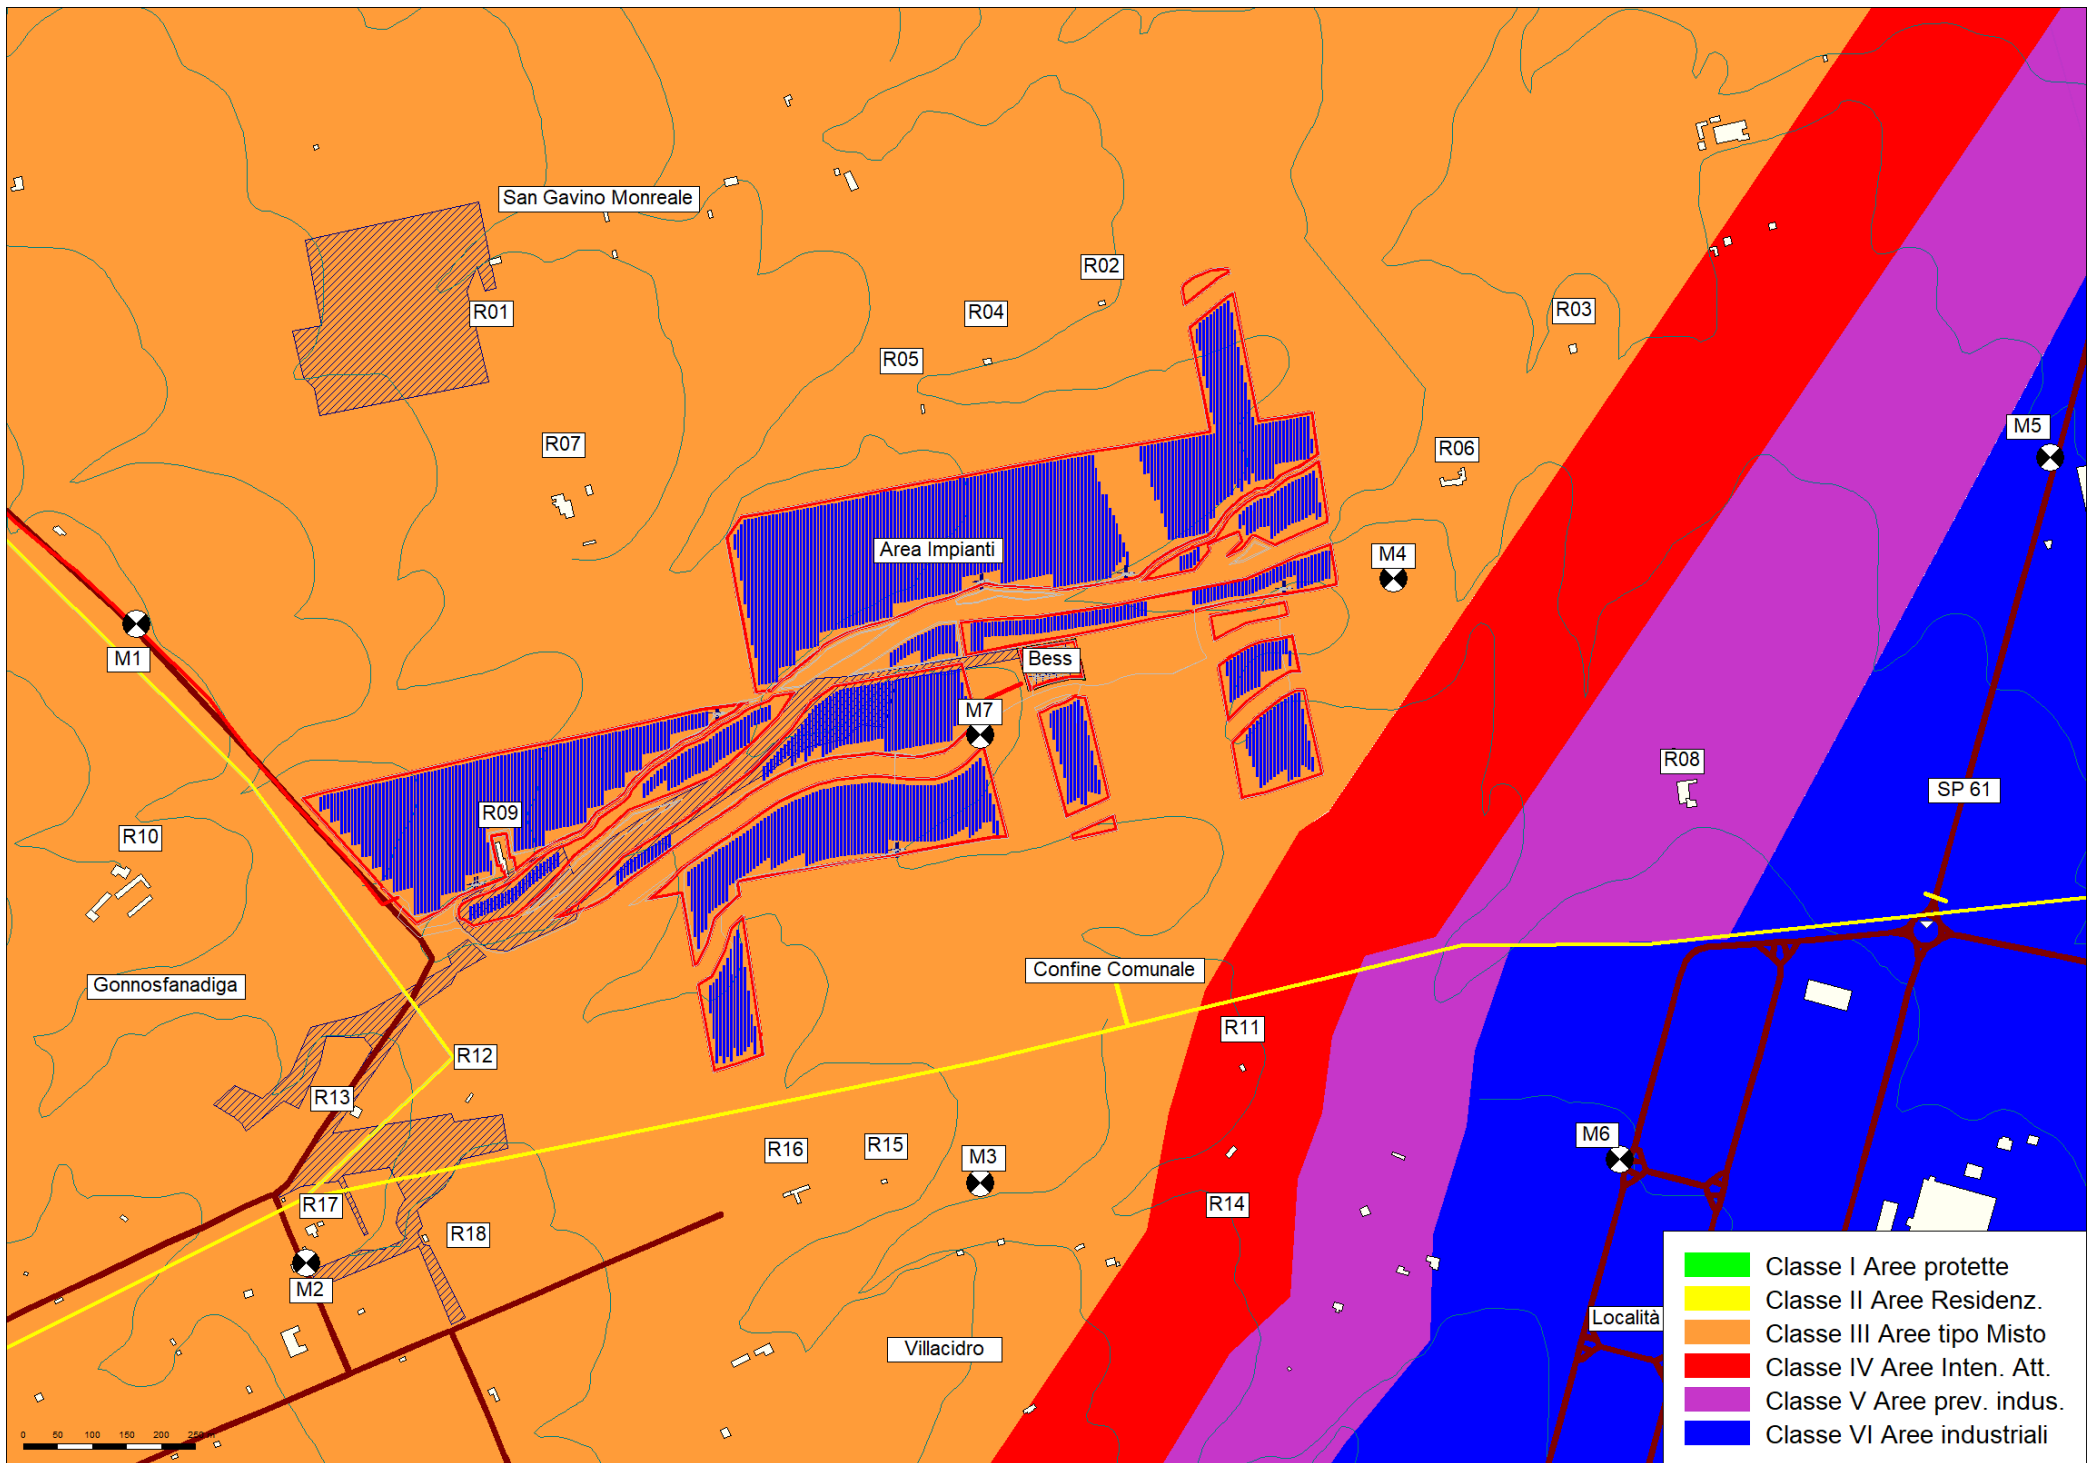 San Gavino Monreale
R02
R01
R04
R03
R05
M5
R07
R06
Area Impianti
M4
M1
Bess
M7
R08
SP 61
R09
R10
Confine Comunale
Gonnosfanadiga
R11
R12
R13
M6
R16
R15
M3
R17
R14
R18
M2
Località
Villacidro
Classe I Aree protette
Classe II Aree Residenz.
Classe III Aree tipo Misto
Classe IV Aree Inten. Att.
Classe V Aree prev. indus.
Classe VI Aree industriali
0 50 100 150 200